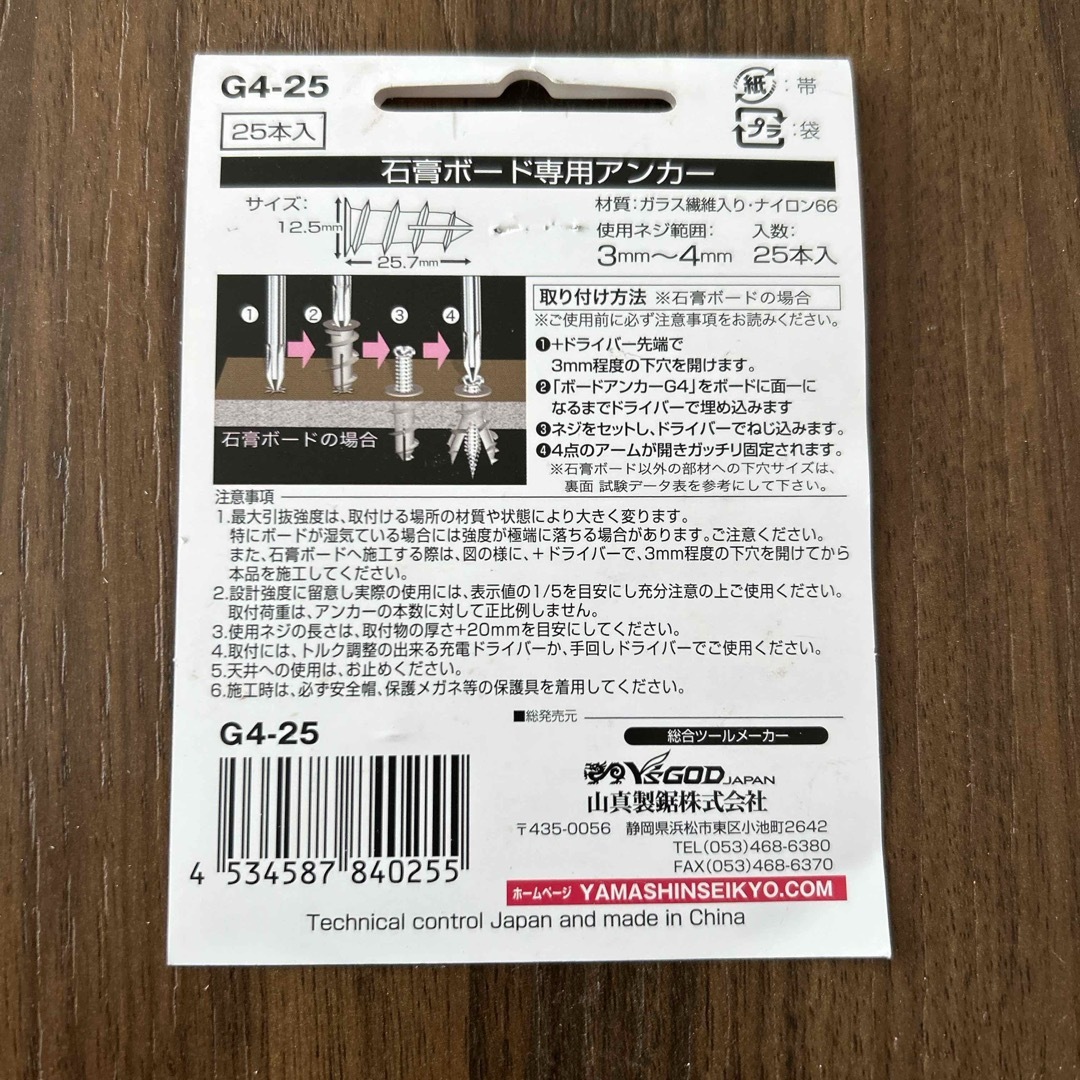 G4-25
25本入
紙 : 帯
プラ : 袋
石膏ボード専用アンカー
サイズ:
12.5mm
25.7mm
材質:ガラス繊維入り・ナイロン66
使用ネジ範囲: 入数:
3mm〜4mm 25本入
① ② ③ ④
石膏ボードの場合
取り付け方法 ※石膏ボードの場合
※ご使用前に必ず注意事項をお読みください。
❶+ドライバー先端で
3mm程度の下穴を開けます。
❷「ボードアンカーG4」をボードに面一に
なるまでドライバーで埋め込みます
❸ネジをセットし、ドライバーでねじ込みます。
❹4点のアームが開きガッチリ固定されます。
※石膏ボード以外の部材への下穴サイズは、
裏面 試験データ表を参考にして下さい。
注意事項
1.最大引抜強度は、取付ける場所の材質や状態により大きく変ります。
特にボードが湿気ている場合には強度が極端に落ちる場合があります。ご注意ください。
また、石膏ボードへ施工する際は、図の様に、+ドライバーで、3mm程度の下穴を開けてから
本品を施工してください。
2.設計強度に留意し実際の使用には、表示値の1/5を目安にし充分注意の上ご使用ください。
取付荷重は、アンカーの本数に対して正比例しません。
3.使用ネジの長さは、取付物の厚さ+20mmを目安にしてください。
4.取付には、トルク調整の出来る充電ドライバーか、手回しドライバーでご使用ください。
5.天井への使用は、お止めください。
6.施工時は、必ず安全帽、保護メガネ等の保護具を着用してください。
G4-25
4 534587 840255
■総発売元
総合ツールメーカー
Y'SGOD JAPAN
山真製鋸株式会社
〒435-0056 静岡県浜松市東区小池町2642
TEL(053)468-6380
FAX(053)468-6370
ホームページ YAMASHINSEIKYO.COM
Technical control Japan and made in China